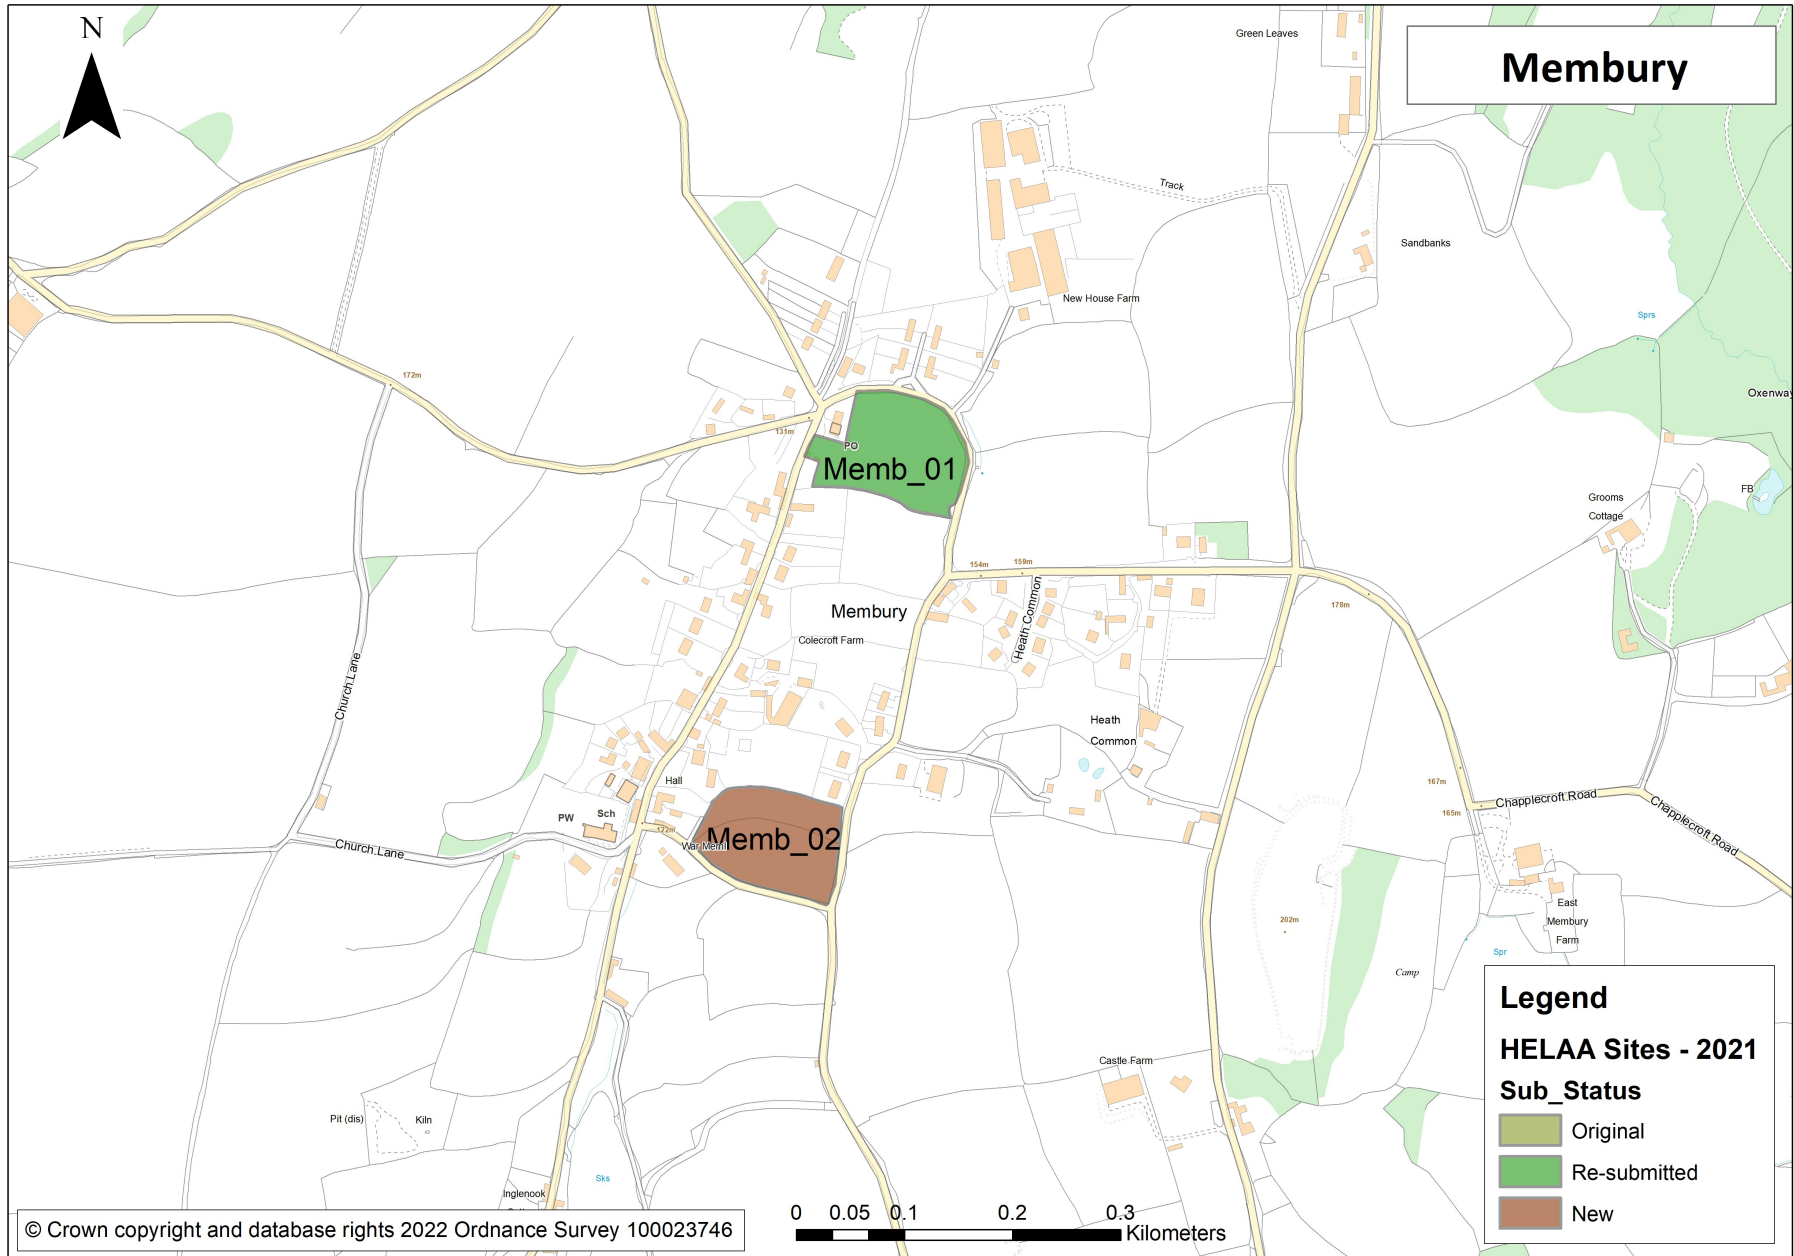 N
Membury
Green Leaves
Track
Sandbanks
New House Farm
Sprs
172m
Oxenway
131m
PO
Memb_01
FB
Grooms
Cottage
154m
159m
178m
Heath Common
Membury
Colecroft Farm
Church Lane
Heath
Common
Hall
167m
Chapplecroft Road
Chapplecroft Road
165m
PW
Sch
122m
War Meml
Memb_02
Church Lane
East
Membury
Farm
202m
Spr
Camp
Castle Farm
Pit (dis)
Kiln
Sks
Inglenook
Legend
HELAA Sites - 2021
Sub_Status
Original
Re-submitted
New
0 0.05 0.1 0.2 0.3
Kilometers
© Crown copyright and database rights 2022 Ordnance Survey 100023746